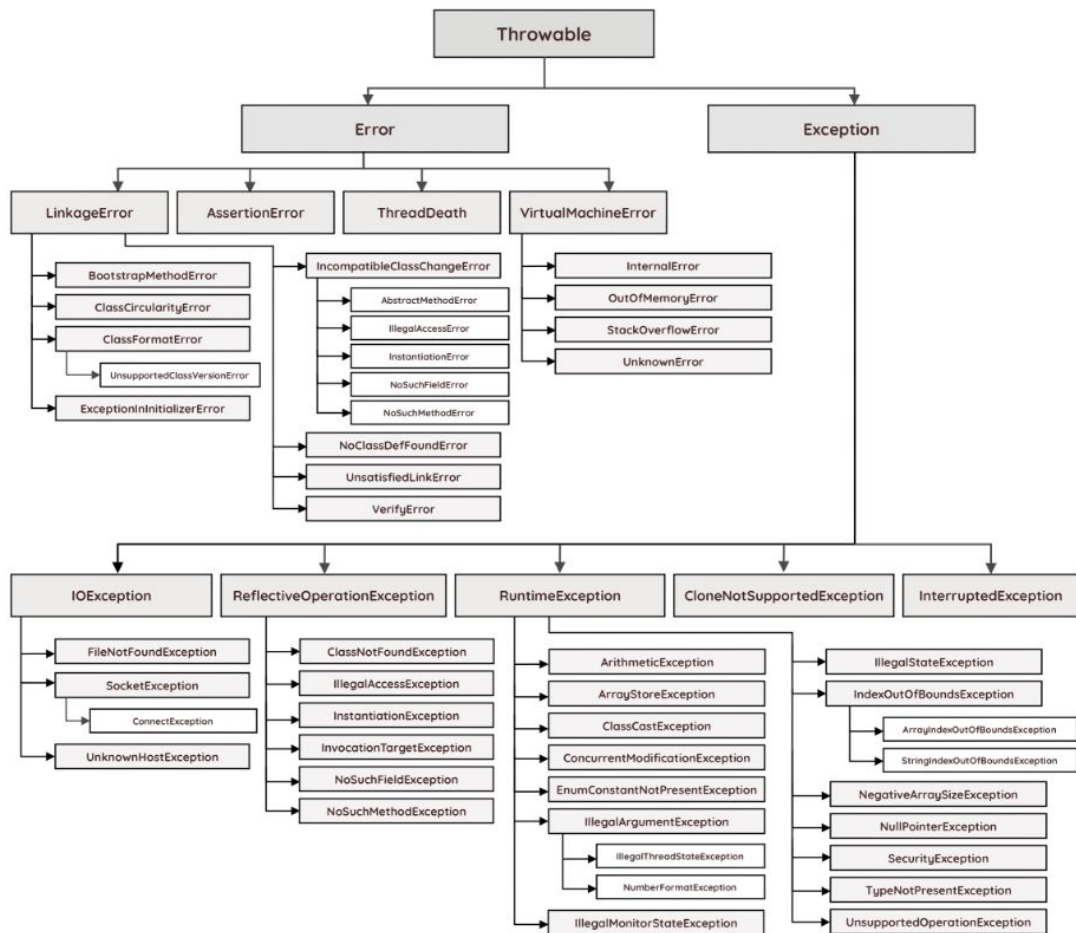 Throwable
Error
Exception
LinkageError
AssertionError
ThreadDeath
VirtualMachineError
BootstrapMethodError
ClassCircularityError
ClassFormatError
UnsupportedClassVersionError
ExceptionInInitializerError
IncompatibleClassChangeError
AbstractMethodError
IllegalAccessError
InstantiationError
NoSuchFieldError
NoSuchMethodError
NoClassDefFoundError
UnsatisfiedLinkError
VerifyError
InternalError
OutOfMemoryError
StackOverflowError
UnknownError
IOException
ReflectiveOperationException
RuntimeException
CloneNotSupportedException
InterruptedException
FileNotFoundException
SocketException
ConnectException
UnknownHostException
ClassNotFoundException
IllegalAccessException
InstantiationException
InvocationTargetException
NoSuchFieldException
NoSuchMethodException
ArithmeticException
ArrayStoreException
ClassCastException
ConcurrentModificationException
EnumConstantNotPresentException
IllegalArgumentException
IllegalThreadStateException
NumberFormatException
IllegalMonitorStateException
IllegalStateException
IndexOutOfBoundsException
ArrayIndexOutOfBoundsException
StringIndexOutOfBoundsException
NegativeArraySizeException
NullPointerException
SecurityException
TypeNotPresentException
UnsupportedOperationException